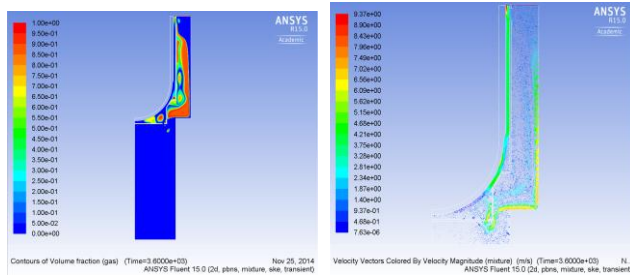 ANSYS
R15.0
Academic
1.00e+00
9.50e-01
9.00e-01
8.50e-01
8.00e-01
7.50e-01
7.00e-01
6.50e-01
6.00e-01
5.50e-01
5.00e-01
4.50e-01
4.00e-01
3.50e-01
3.00e-01
2.50e-01
2.00e-01
1.50e-01
1.00e-01
5.00e-02
0.00e+00
Contours of Volume fraction (gas) (Time=3.6000e+03) Nov 25, 2014
ANSYS Fluent 15.0 (2d, pbns, mixture, ske, transient)
ANSYS
R15.0
Academic
9.37e+00
8.90e+00
8.43e+00
7.96e+00
7.49e+00
7.02e+00
6.56e+00
6.09e+00
5.62e+00
5.15e+00
4.68e+00
4.21e+00
3.75e+00
3.28e+00
2.81e+00
2.34e+00
1.87e+00
1.40e+00
9.37e-01
4.68e-01
7.63e-06
Velocity Vectors Colored By Velocity Magnitude (mixture) (m/s) (Time=3.6000e+03) N..
ANSYS Fluent 15.0 (2d, pbns, mixture, ske, transient